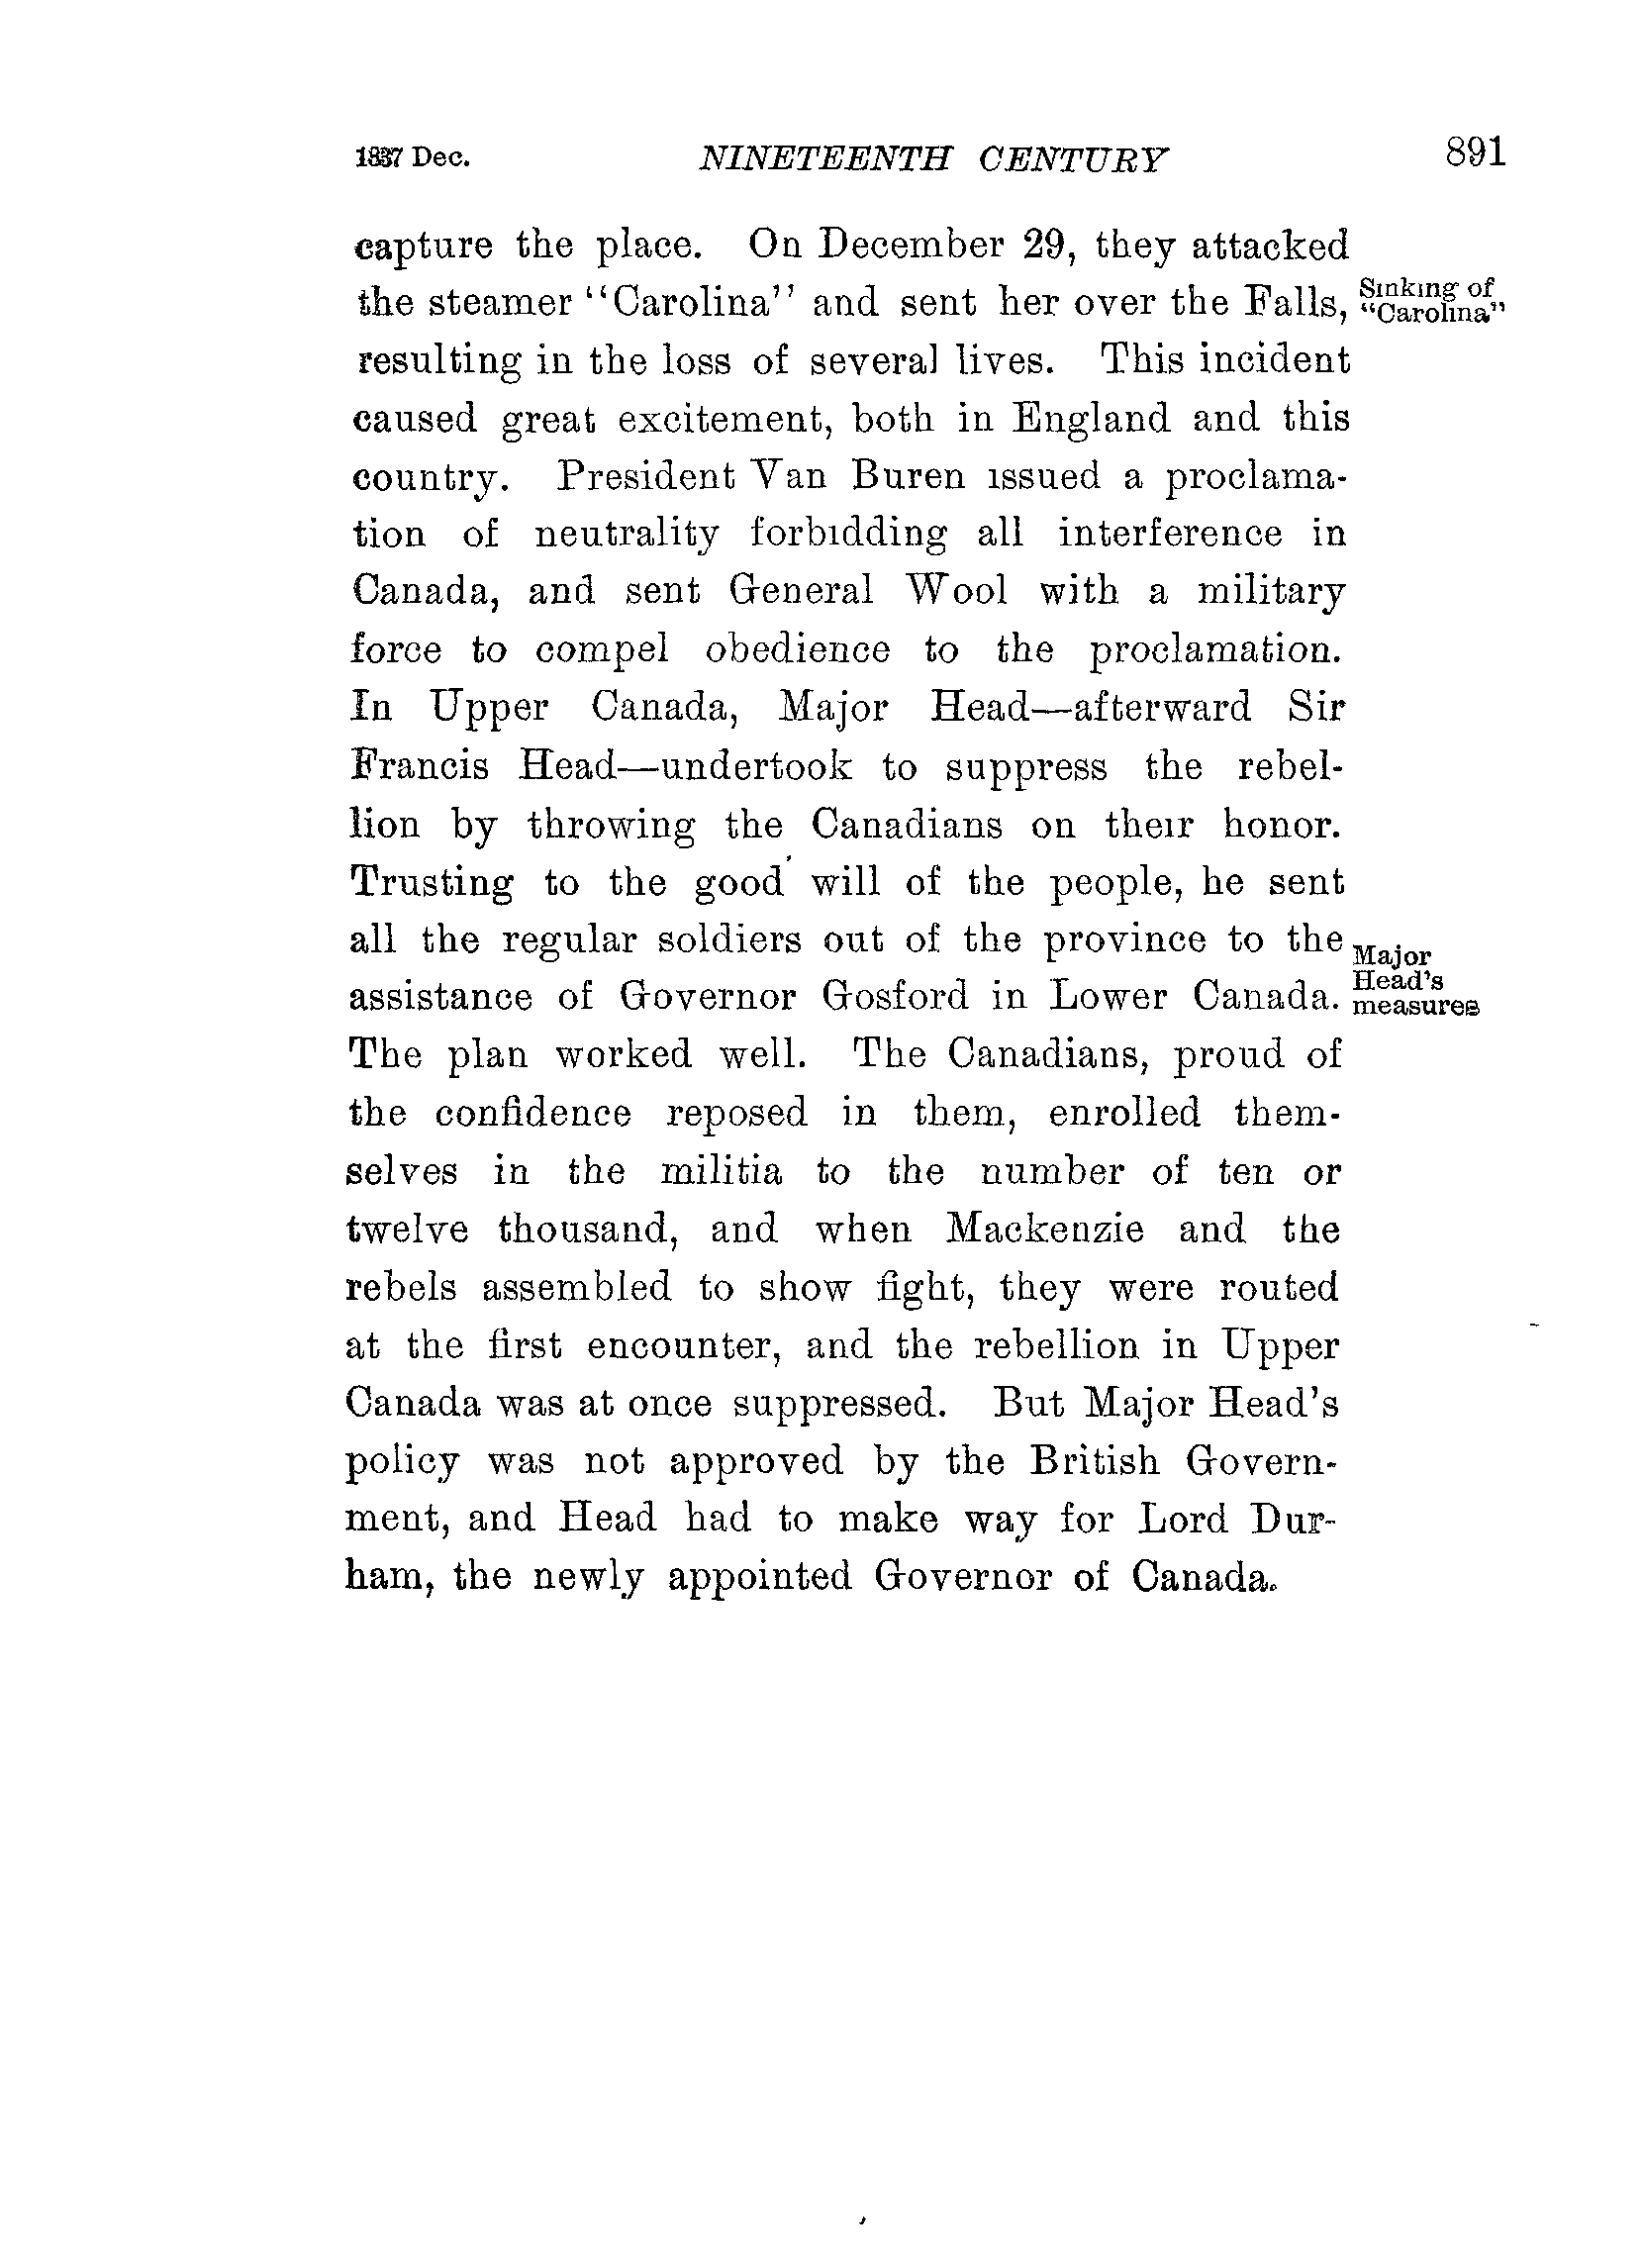 1837 Dec. NINETEENTH CENTURY 891
capture the place. On December 29, they attacked
the steamer "Carolina" and sent her over the Falls,
Sinking of
"Carolina"
resulting in the loss of several lives. This incident
caused great excitement, both in England and this
country. President Van Buren issued a proclama-
tion of neutrality forbidding all interference in
Canada, and sent General Wool with a military
force to compel obedience to the proclamation.
In Upper Canada, Major Head—afterward Sir
Francis Head—undertook to suppress the rebel-
lion by throwing the Canadians on their honor.
Trusting to the good will of the people, he sent
all the regular soldiers out of the province to the
assistance of Governor Gosford in Lower Canada.
Major
Head's
measures
The plan worked well. The Canadians, proud of
the confidence reposed in them, enrolled them-
selves in the militia to the number of ten or
twelve thousand, and when Mackenzie and the
rebels assembled to show fight, they were routed
at the first encounter, and the rebellion in Upper
Canada was at once suppressed. But Major Head's
policy was not approved by the British Govern-
ment, and Head had to make way for Lord Dur-
ham, the newly appointed Governor of Canada.